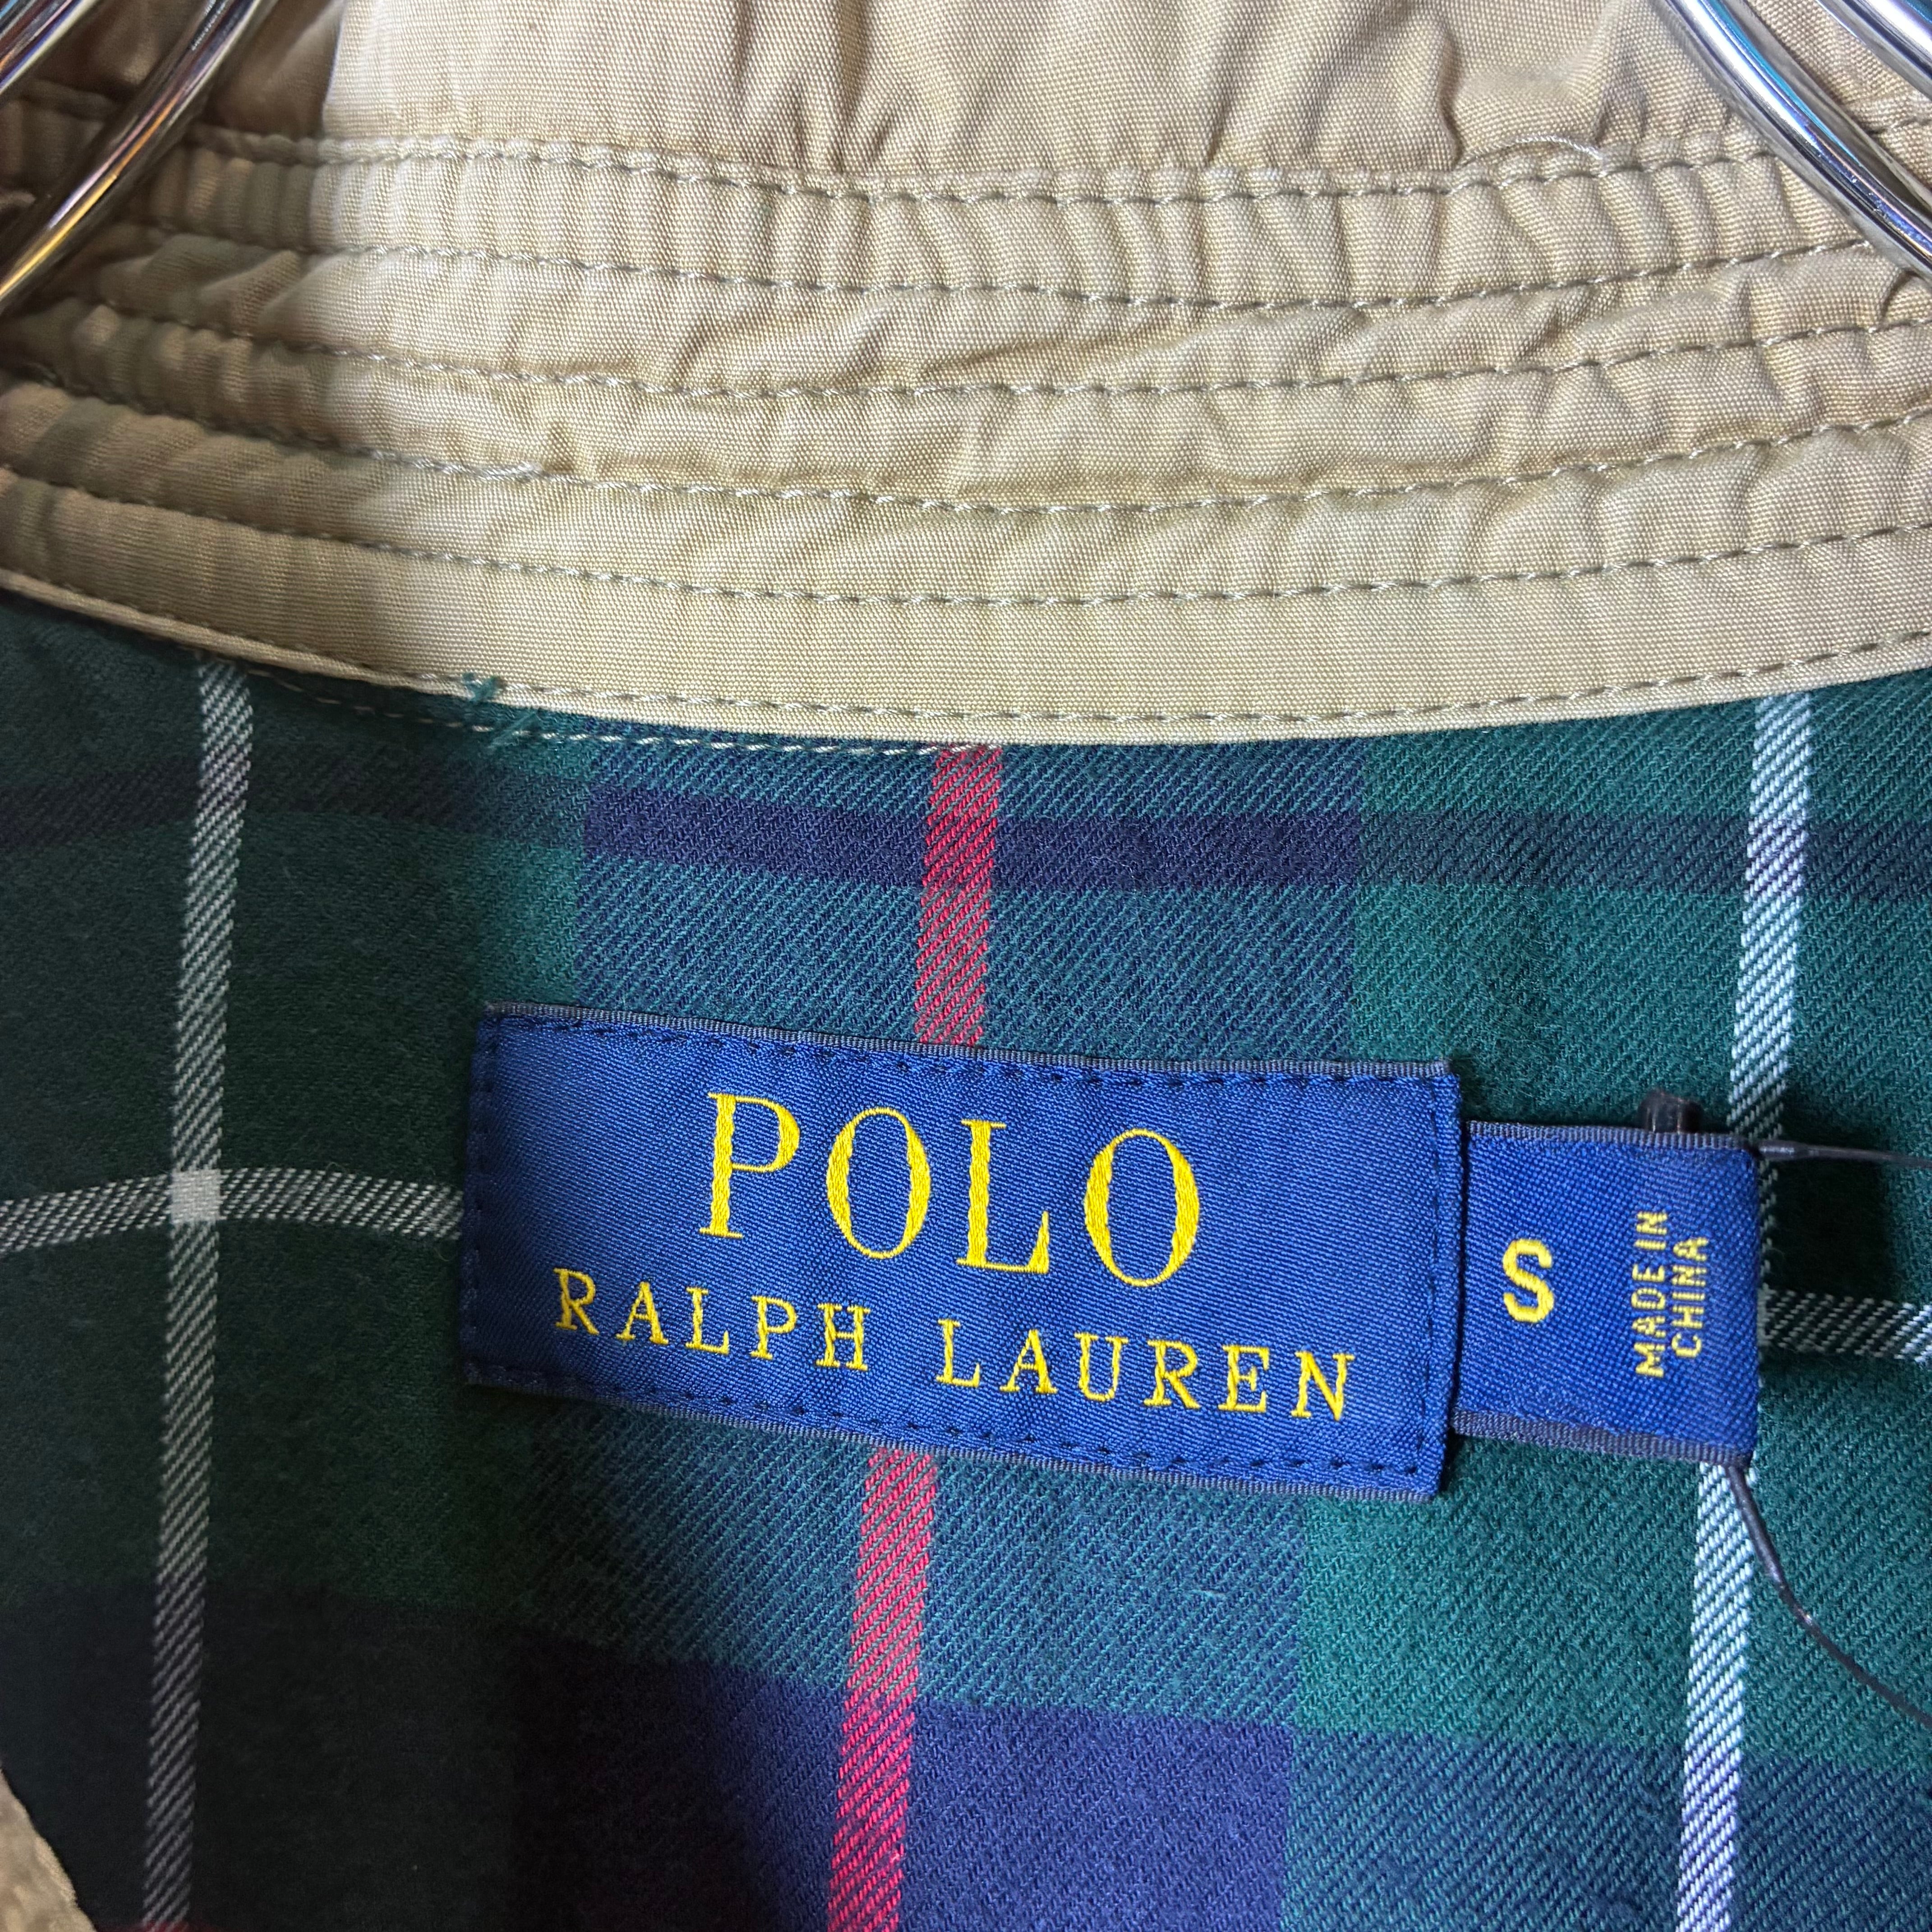 POLO
RALPH LAUREN
S
MADE IN
CHINA